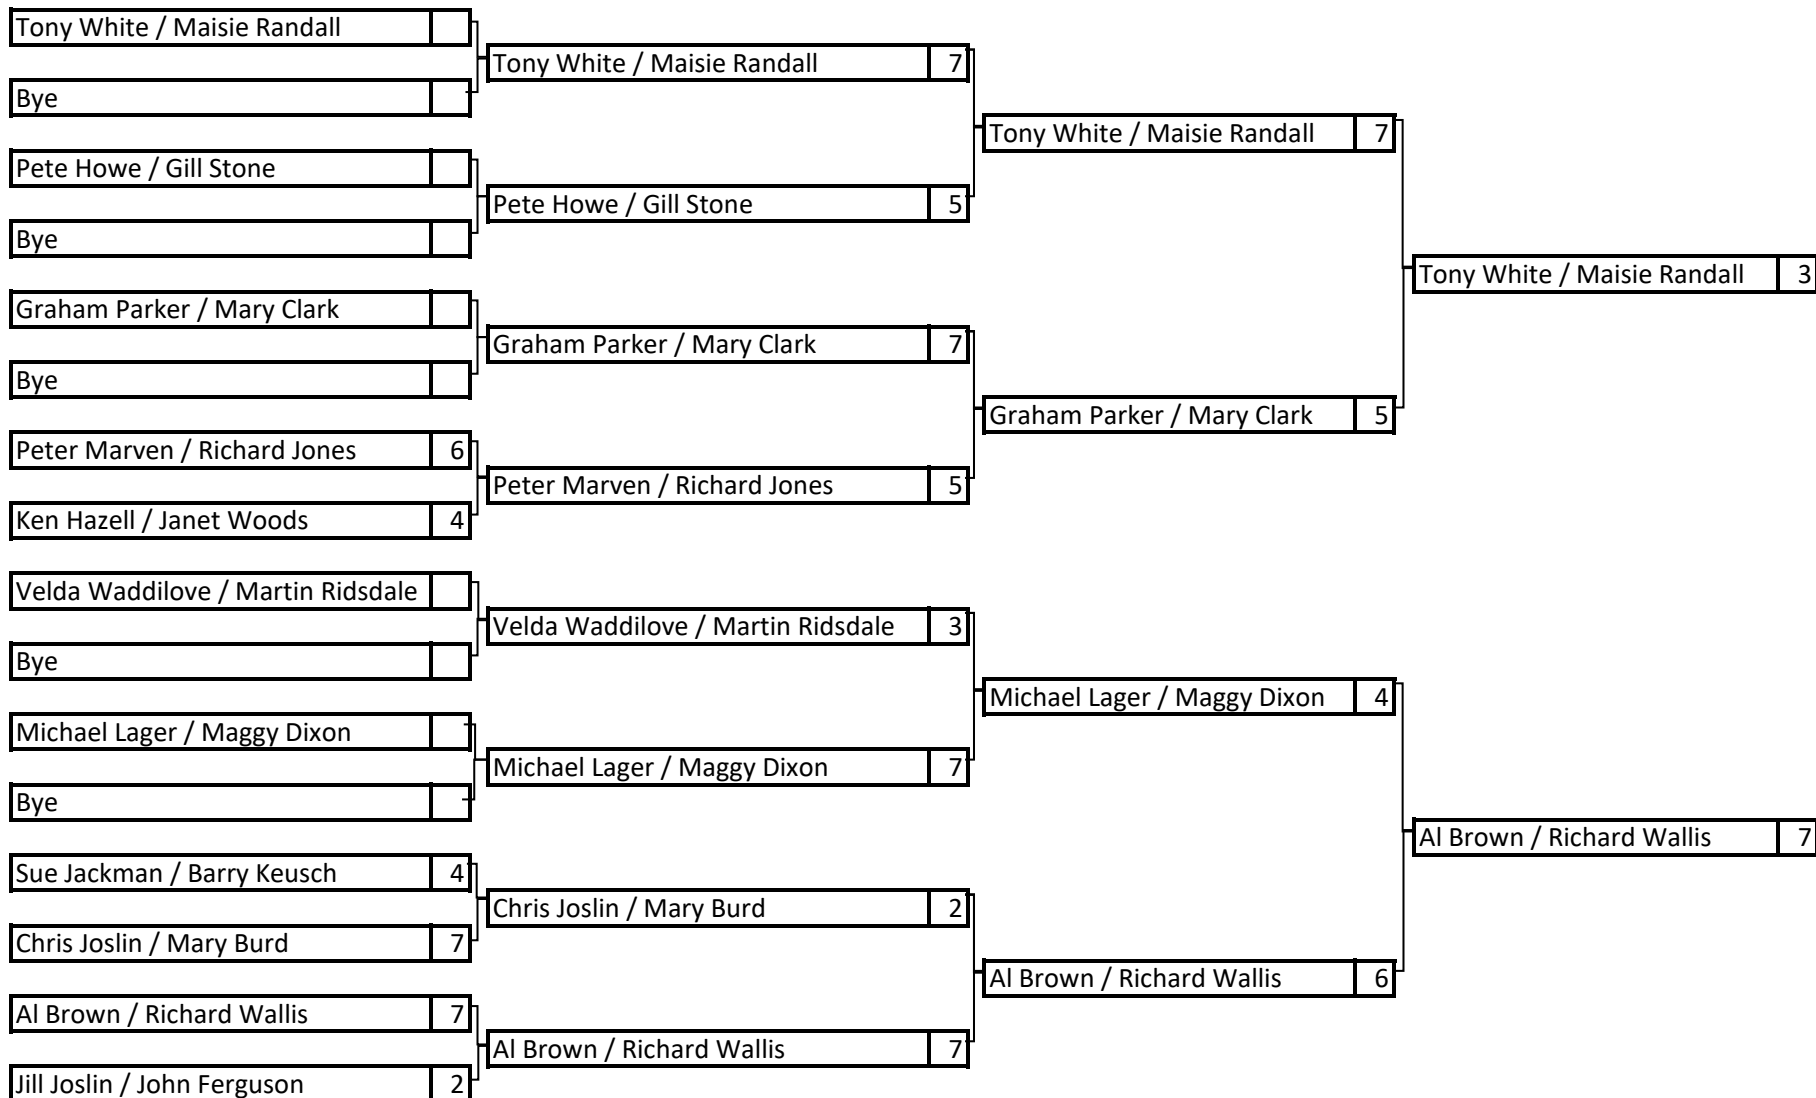 Tony White / Maisie Randall
Bye
Pete Howe / Gill Stone
Bye
Graham Parker / Mary Clark
Bye
Peter Marven / Richard Jones 6
Ken Hazell / Janet Woods 4
Velda Waddilove / Martin Ridsdale
Bye
Michael Lager / Maggy Dixon
Bye
Sue Jackman / Barry Keusch 4
Chris Joslin / Mary Burd 7
Al Brown / Richard Wallis 7
Jill Joslin / John Ferguson 2
Tony White / Maisie Randall 7
Pete Howe / Gill Stone 5
Graham Parker / Mary Clark 7
Peter Marven / Richard Jones 5
Velda Waddilove / Martin Ridsdale 3
Michael Lager / Maggy Dixon 7
Chris Joslin / Mary Burd 2
Al Brown / Richard Wallis 7
Tony White / Maisie Randall 7
Graham Parker / Mary Clark 5
Michael Lager / Maggy Dixon 4
Al Brown / Richard Wallis 6
Tony White / Maisie Randall 3
Al Brown / Richard Wallis 7